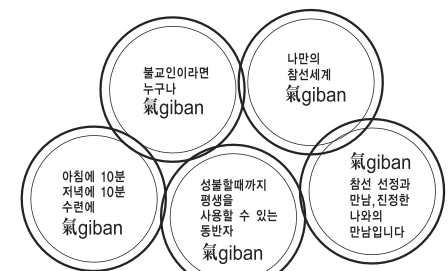 불교인이라면
누구나
氣giban
나만의
참선세계
氣giban
아침에 10분
저녁에 10분
수련에
氣giban
성불할때까지
평생을
사용할 수 있는
동반자
氣giban
氣giban
참선 선정과
만남,진정한
나와의
만남입니다